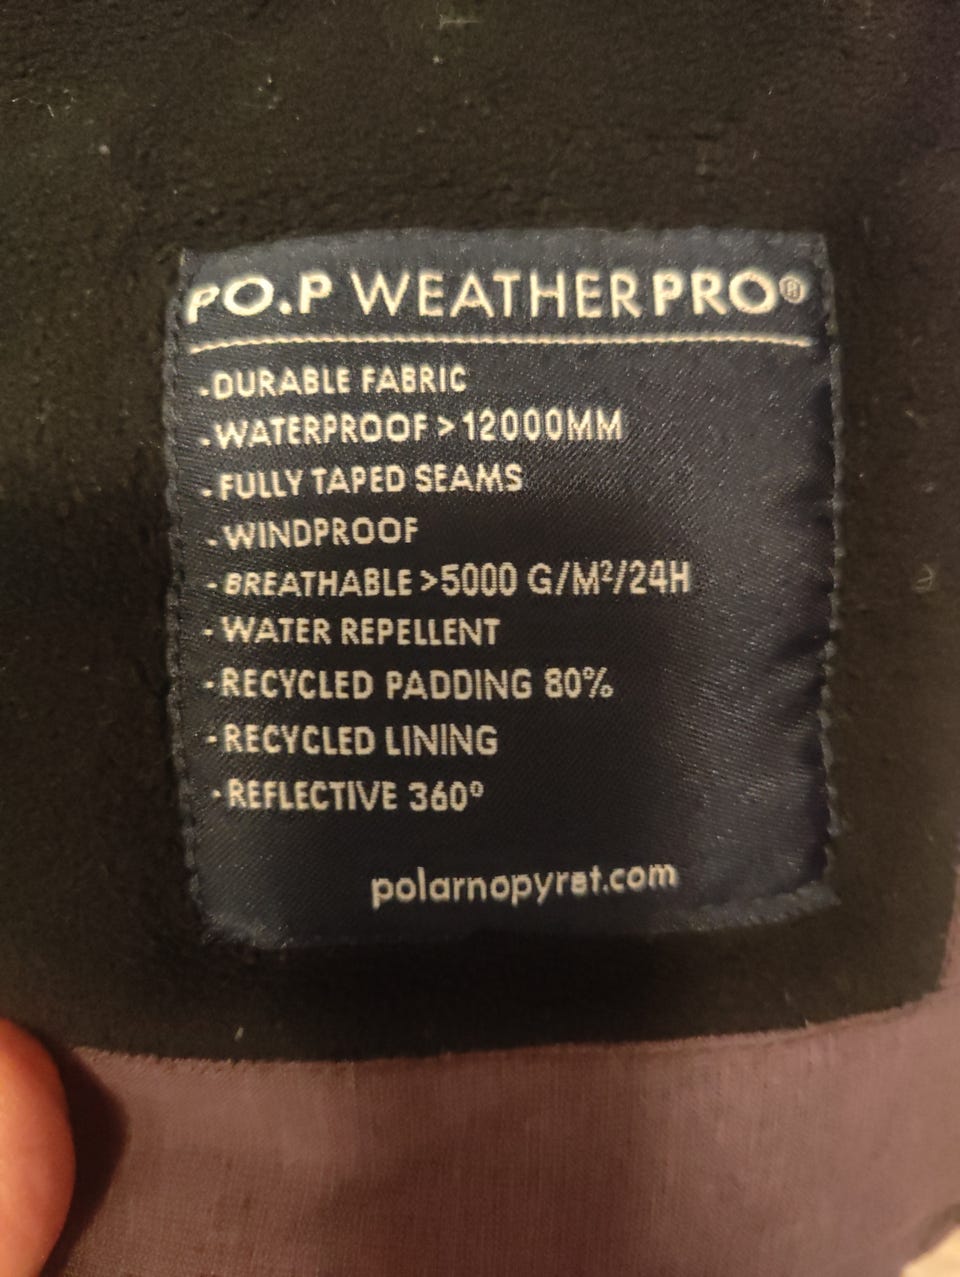 PO.P WEATHERPRO®
-DURABLE FABRIC
-WATERPROOF > 12000MM
-FULLY TAPED SEAMS
-WINDPROOF
-BREATHABLE >5000 G/M²/24H
-WATER REPELLENT
-RECYCLED PADDING 80%
-RECYCLED LINING
-REFLECTIVE 360º
polarnopyret.com